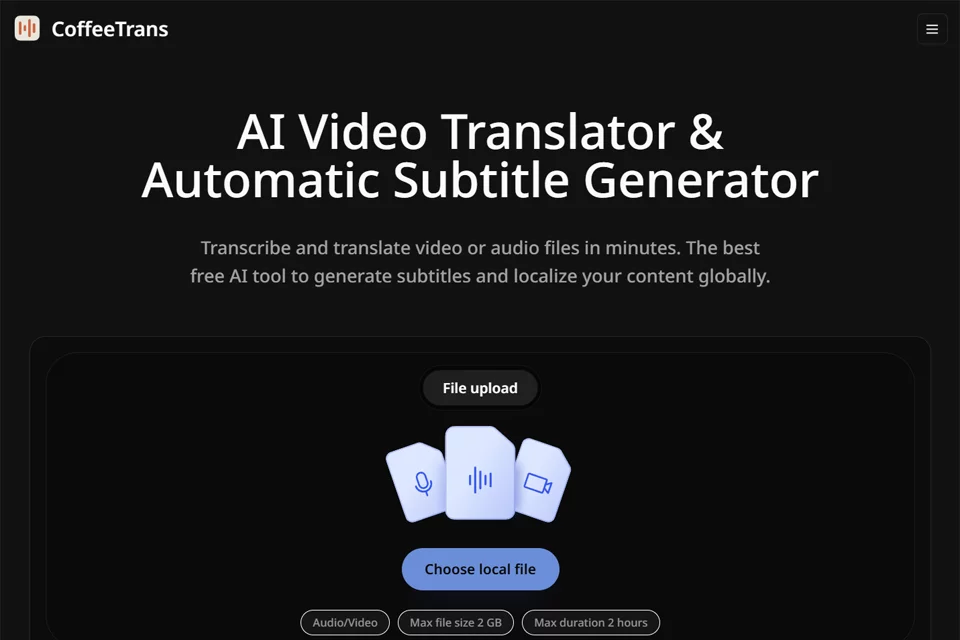 CoffeeTrans
AI Video Translator &
Automatic Subtitle Generator
Transcribe and translate video or audio files in minutes. The best
free AI tool to generate subtitles and localize your content globally.
File upload
Choose local file
Audio/Video
Max file size 2 GB
Max duration 2 hours